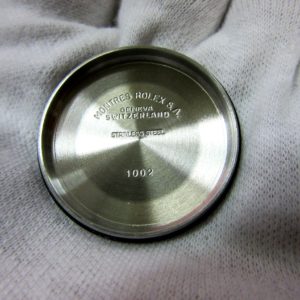 MONTRES ROLEX S.A.
GENEVA
SWITZERLAND
STAINLESS STEEL
1002